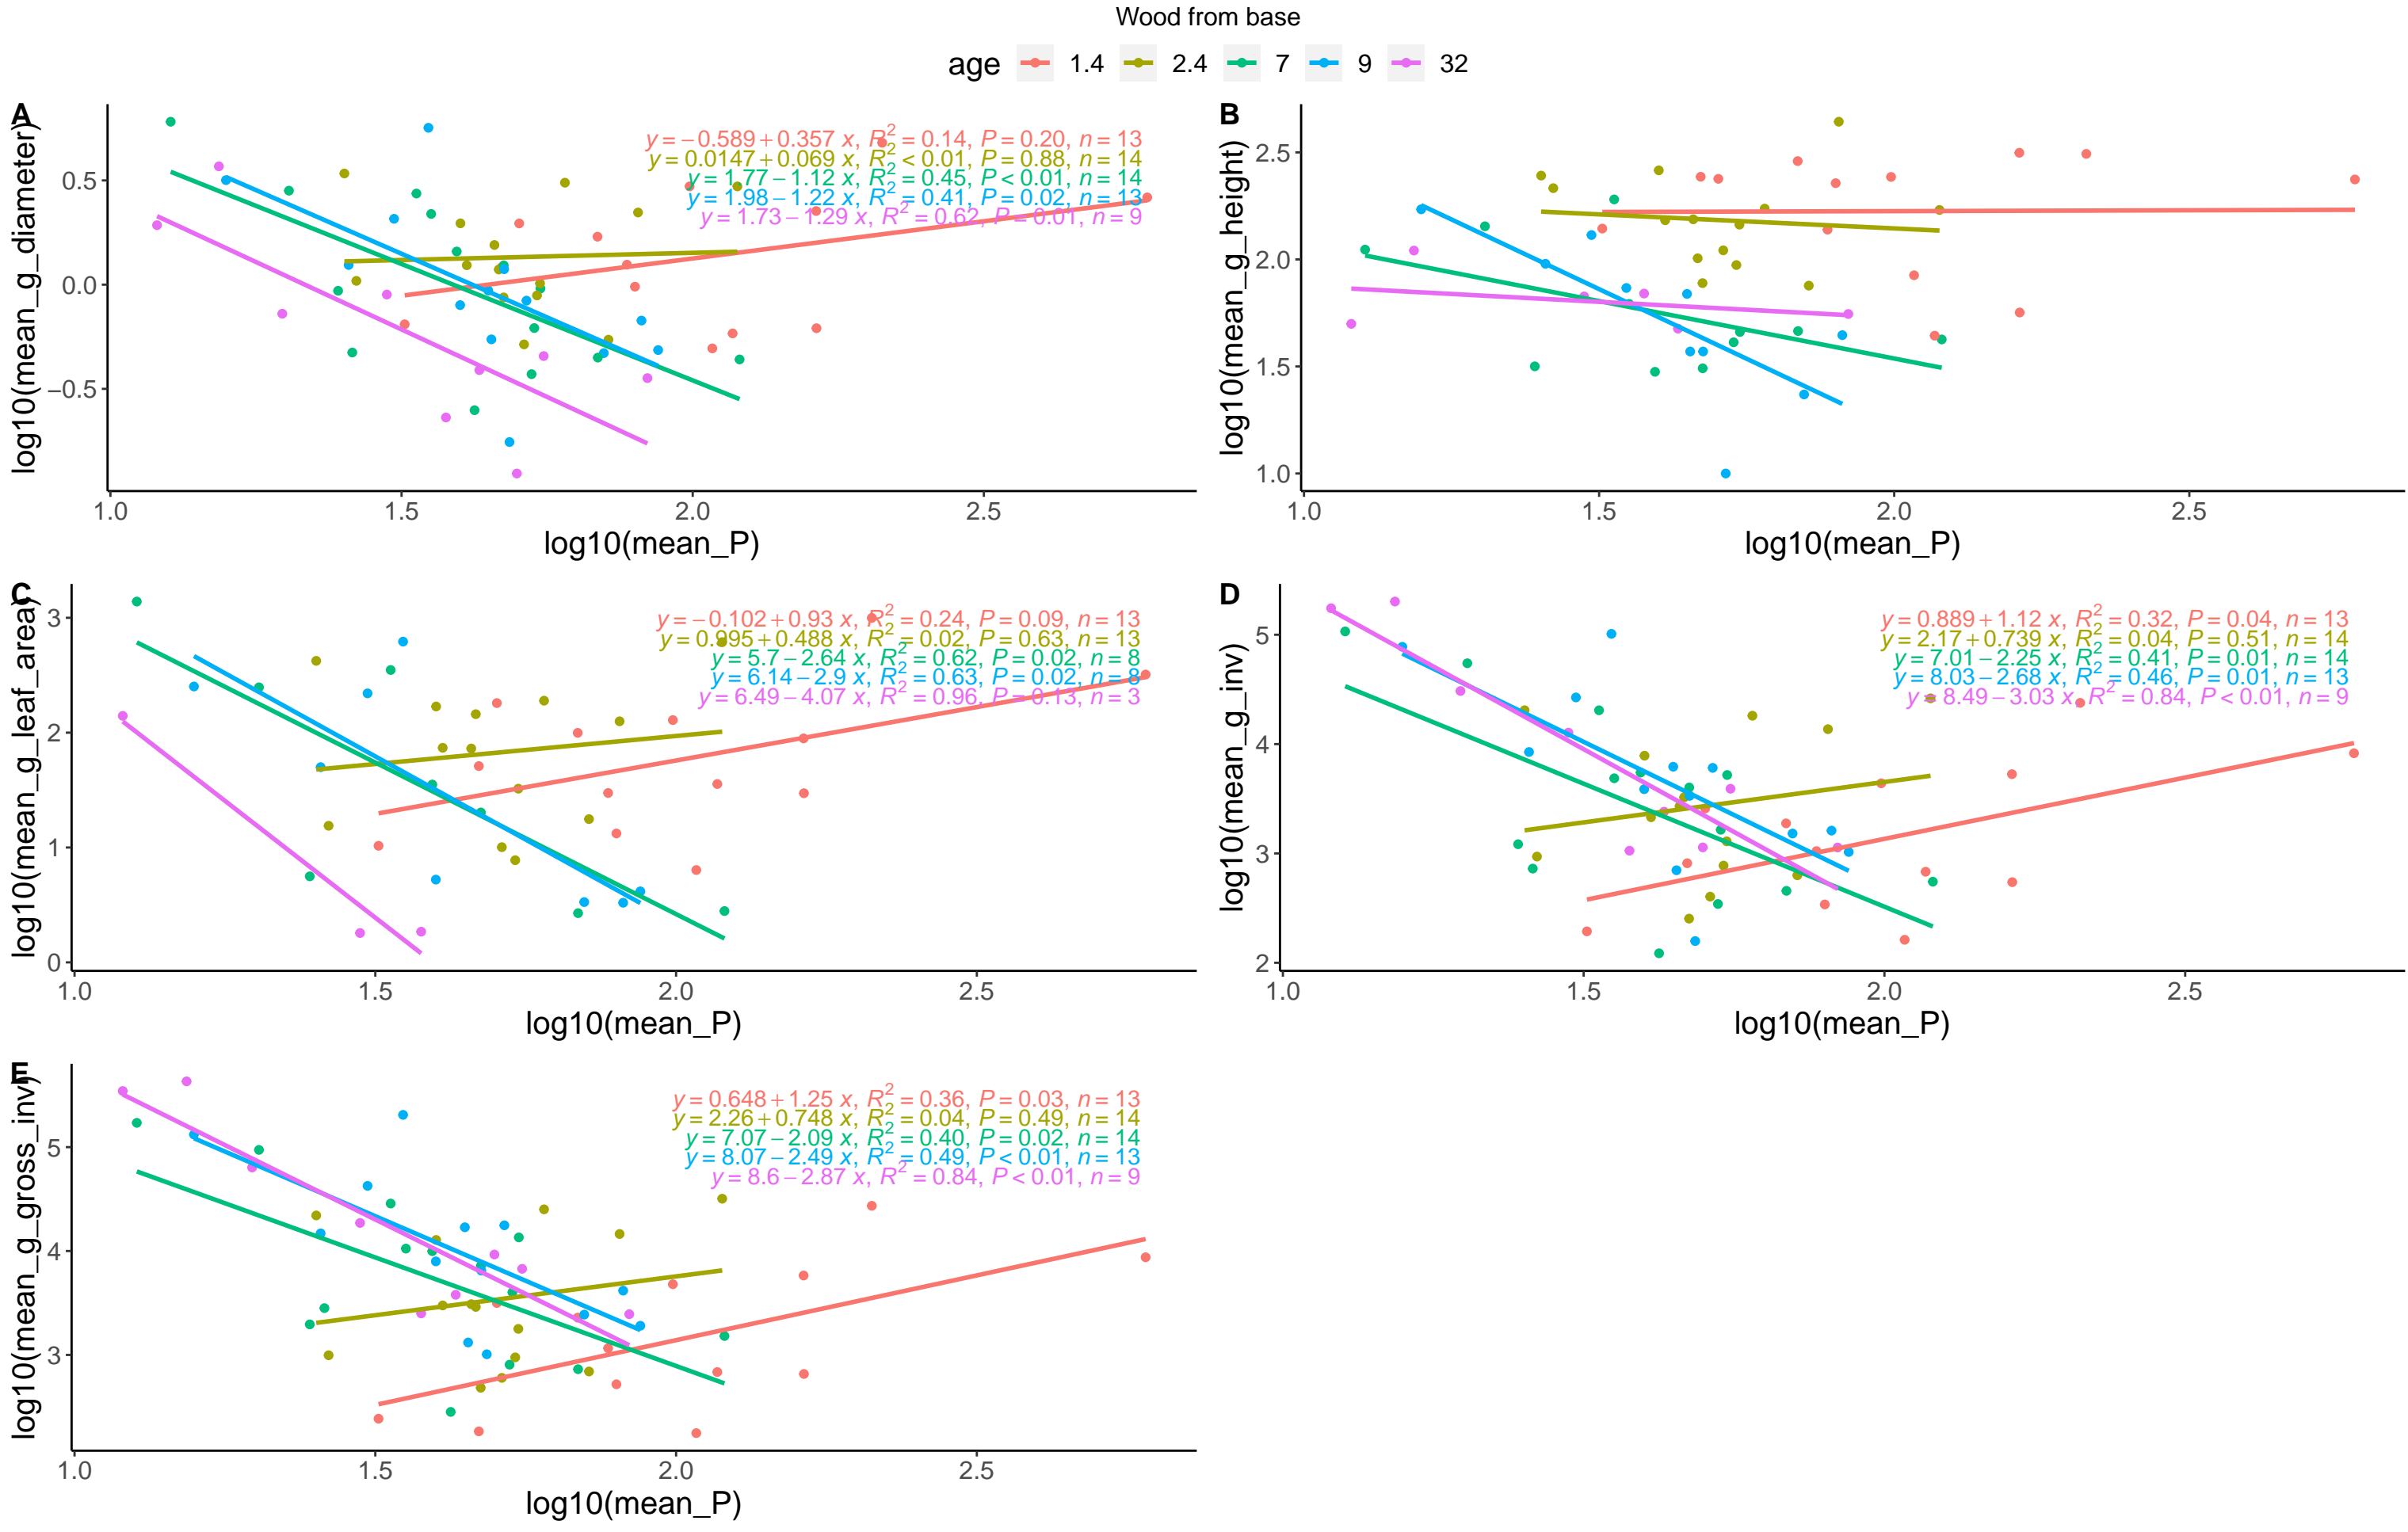 Wood from base
age 1.4 2.4 7 9 32
A
y = −0.589 + 0.357 x, R2 = 0.14, P = 0.20, n = 13
y = 0.0147 + 0.069 x, R2 < 0.01, P = 0.88, n = 14
y = 1.77 − 1.12 x, R2 = 0.45, P < 0.01, n = 14
y = 1.98 − 1.22 x, R2 = 0.41, P = 0.02, n = 13
y = 1.73 − 1.29 x, R2 = 0.62, P = 0.01, n = 9
log10(mean_g_diameter)
0.5
0.0
−0.5
1.0 1.5 2.0 2.5
log10(mean_P)
B
log10(mean_g_height)
2.5
2.0
1.5
1.0
1.0 1.5 2.0 2.5
log10(mean_P)
C
y = −0.102 + 0.93 x, R2 = 0.24, P = 0.09, n = 13
y = 0.995 + 0.488 x, R2 = 0.02, P = 0.63, n = 13
y = 5.7 − 2.64 x, R2 = 0.62, P = 0.02, n = 8
y = 6.14 − 2.9 x, R2 = 0.63, P = 0.02, n = 8
y = 6.49 − 4.07 x, R2 = 0.96, P = 0.13, n = 3
log10(mean_g_leaf_area)
3
2
1
0
1.0 1.5 2.0 2.5
log10(mean_P)
D
y = 0.889 + 1.12 x, R2 = 0.32, P = 0.04, n = 13
y = 2.17 + 0.739 x, R2 = 0.04, P = 0.51, n = 14
y = 7.01 − 2.25 x, R2 = 0.41, P = 0.01, n = 14
y = 8.03 − 2.68 x, R2 = 0.46, P = 0.01, n = 13
y = 8.49 − 3.03 x, R2 = 0.84, P < 0.01, n = 9
log10(mean_g_inv)
5
4
3
2
1.0 1.5 2.0 2.5
log10(mean_P)
E
y = 0.648 + 1.25 x, R2 = 0.36, P = 0.03, n = 13
y = 2.26 + 0.748 x, R2 = 0.04, P = 0.49, n = 14
y = 7.07 − 2.09 x, R2 = 0.40, P = 0.02, n = 14
y = 8.07 − 2.49 x, R2 = 0.49, P < 0.01, n = 13
y = 8.6 − 2.87 x, R2 = 0.84, P < 0.01, n = 9
log10(mean_g_gross_inv)
5
4
3
1.0 1.5 2.0 2.5
log10(mean_P)